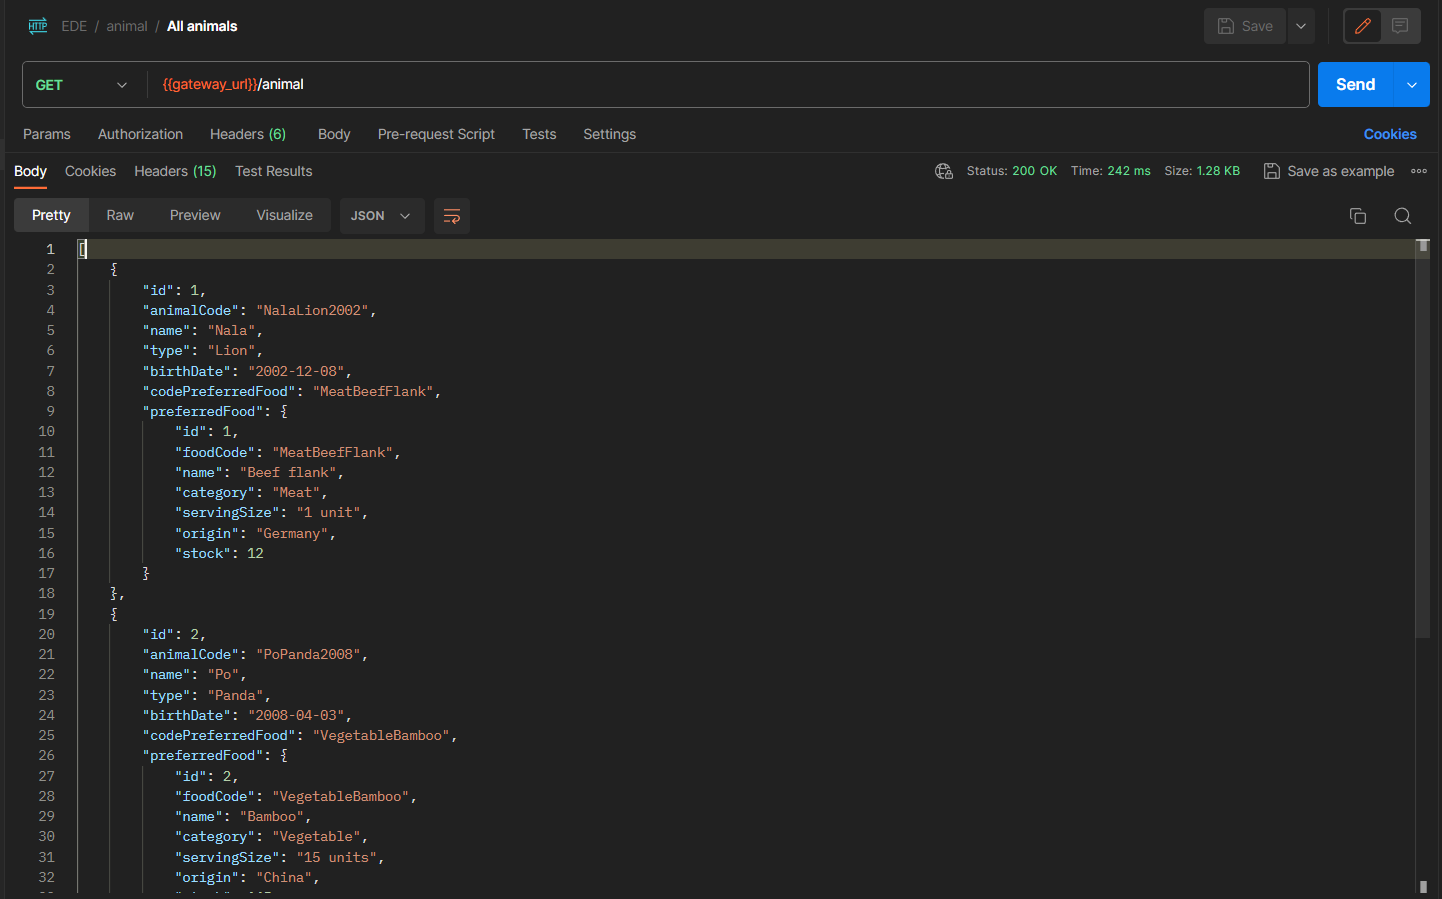 HTTP EDE / animal / All animals Save
GET {{gateway_url}}/animal Send
Params Authorization Headers (6) Body Pre-request Script Tests Settings Cookies
Body Cookies Headers (15) Test Results Status: 200 OK Time: 242 ms Size: 1.28 KB Save as example
Pretty Raw Preview Visualize JSON
1 [
2 {
3 "id": 1,
4 "animalCode": "NalaLion2002",
5 "name": "Nala",
6 "type": "Lion",
7 "birthDate": "2002-12-08",
8 "codePreferredFood": "MeatBeefFlank",
9 "preferredFood": {
10 "id": 1,
11 "foodCode": "MeatBeefFlank",
12 "name": "Beef flank",
13 "category": "Meat",
14 "servingSize": "1 unit",
15 "origin": "Germany",
16 "stock": 12
17 }
18 },
19 {
20 "id": 2,
21 "animalCode": "PoPanda2008",
22 "name": "Po",
23 "type": "Panda",
24 "birthDate": "2008-04-03",
25 "codePreferredFood": "VegetableBamboo",
26 "preferredFood": {
27 "id": 2,
28 "foodCode": "VegetableBamboo",
29 "name": "Bamboo",
30 "category": "Vegetable",
31 "servingSize": "15 units",
32 "origin": "China",